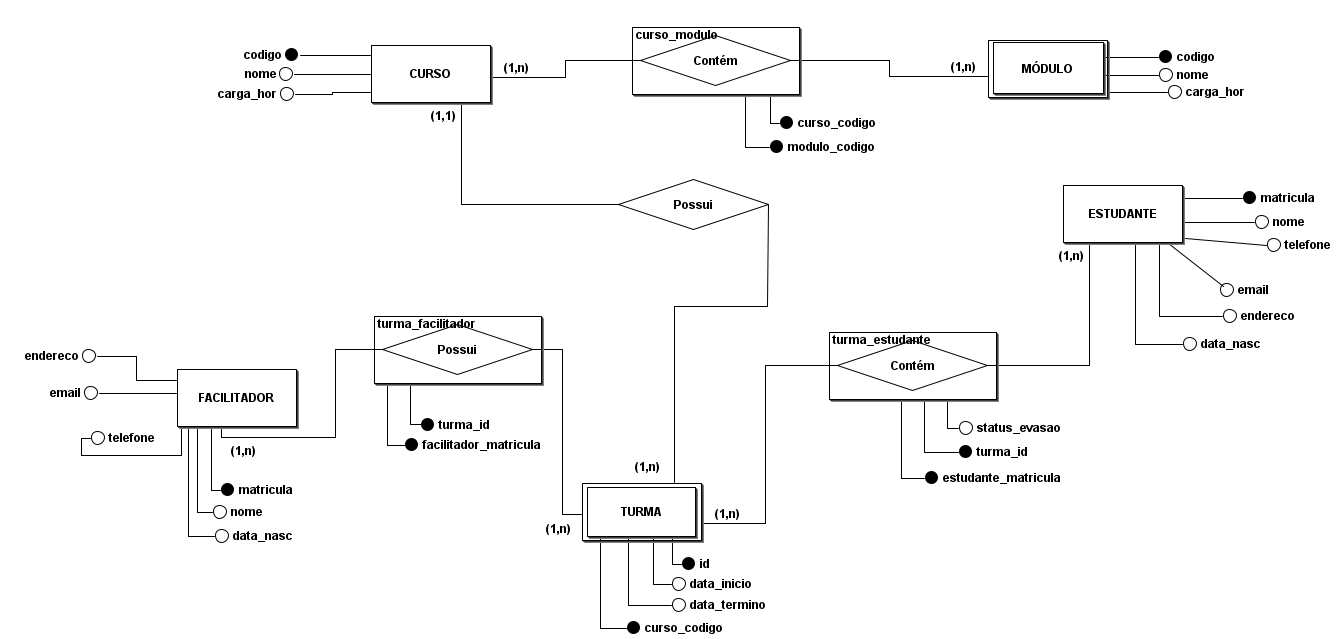 curso_modulo
codigo
nome
carga_hor
CURSO
(1,n)
Contém
(1,n)
MÓDULO
codigo
nome
carga_hor
(1,1)
curso_codigo
modulo_codigo
Possui
ESTUDANTE
matricula
nome
telefone
(1,n)
email
endereco
data_nasc
turma_facilitador
Possui
turma_estudante
Contém
endereco
email
FACILITADOR
telefone
(1,n)
matricula
nome
data_nasc
turma_id
facilitador_matricula
status_evasao
turma_id
estudante_matricula
(1,n)
TURMA
(1,n)
(1,n)
id
data_inicio
data_termino
curso_codigo